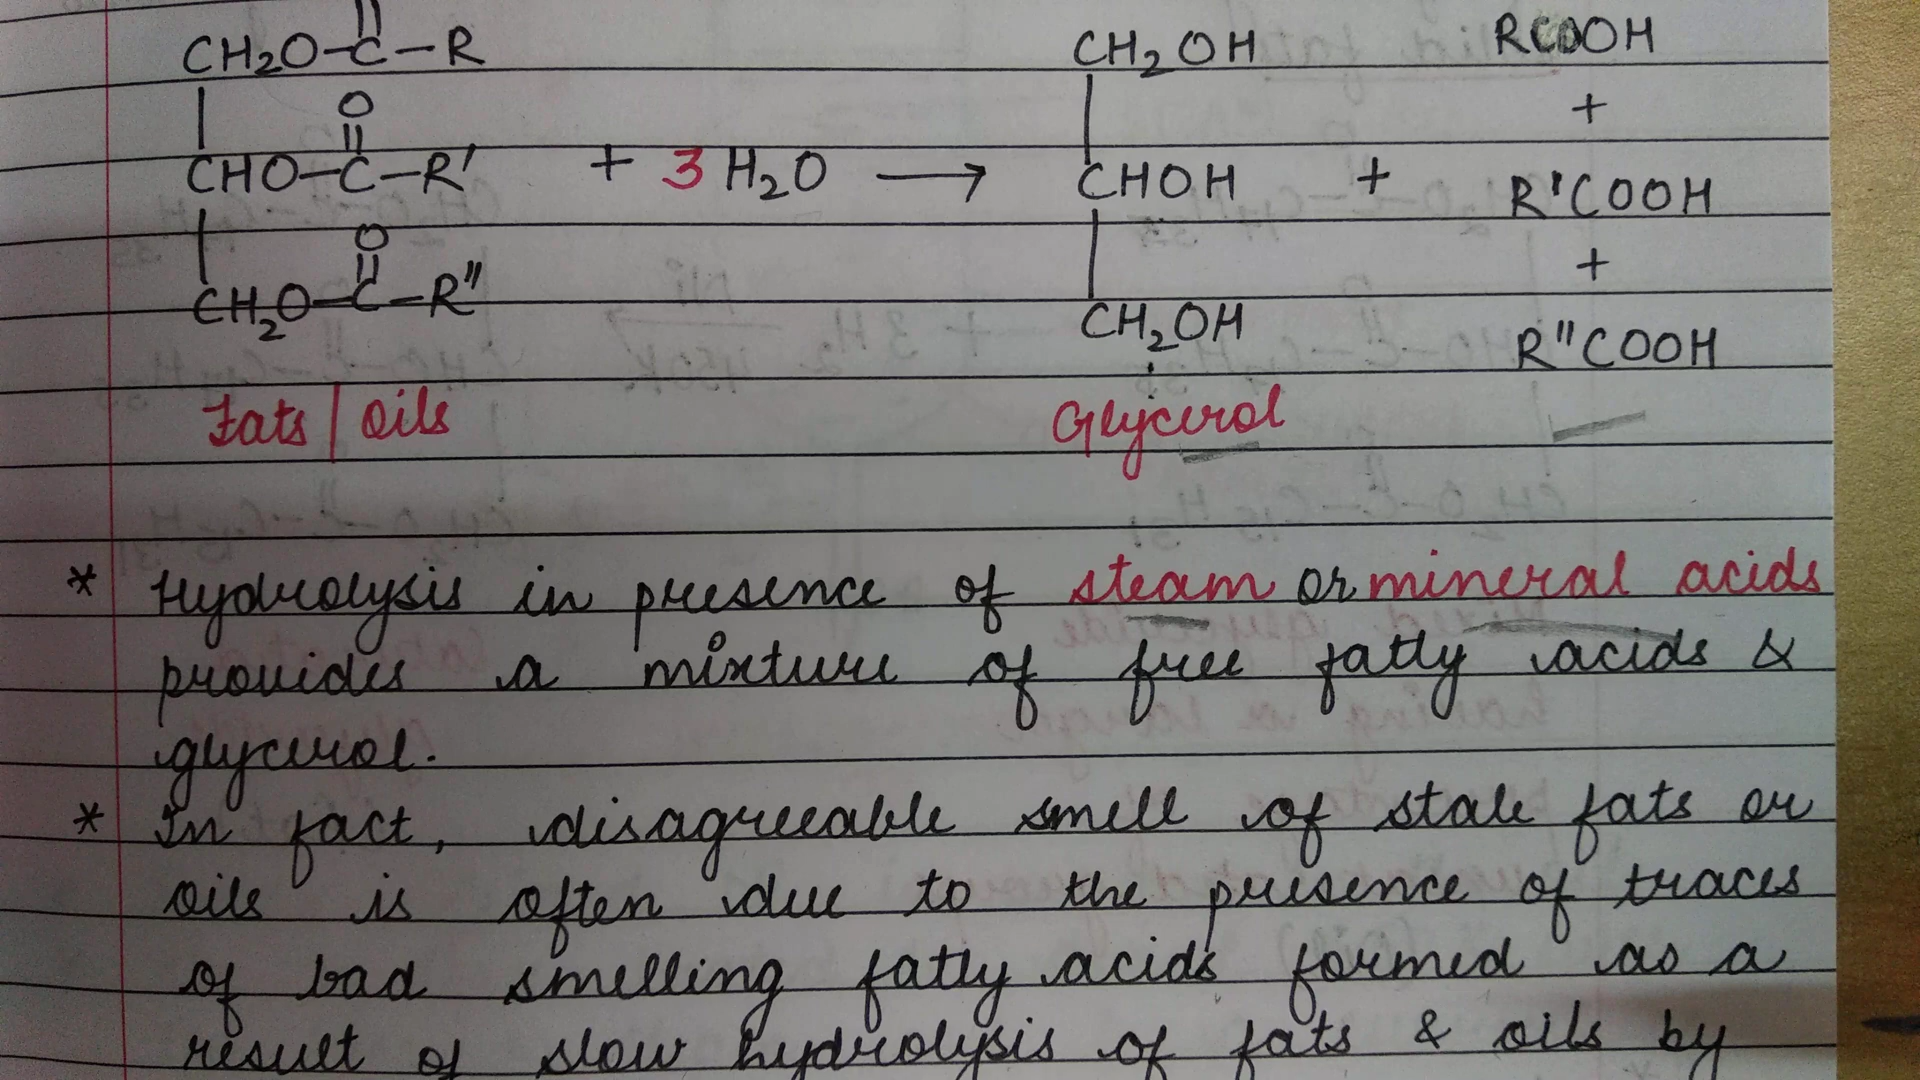 CH₂O–C–R CH₂OH RCOOH
O +
CHO–C–R' + 3 H₂O → CHOH + R'COOH
O +
CH₂O–C–R" CH₂OH R"COOH
Fats / oils Glycerol
* Hydrolysis in presence of steam or mineral acids
provides a mixture of free fatty acids &
glycerol.
* In fact, disagreeable smell of stale fats or
oils is often due to the presence of traces
of bad smelling fatty acids formed as a
result of slow hydrolysis of fats & oils by